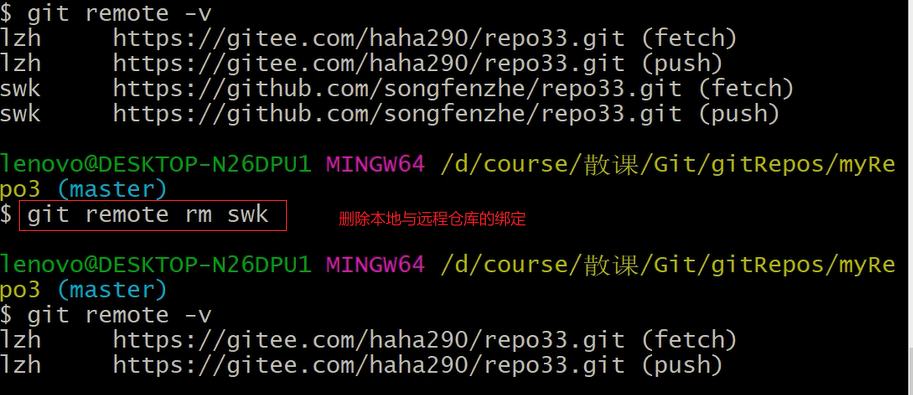 $ git remote -v
lzh     https://gitee.com/haha290/repo33.git (fetch)
lzh     https://gitee.com/haha290/repo33.git (push)
swk     https://github.com/songfenzhe/repo33.git (fetch)
swk     https://github.com/songfenzhe/repo33.git (push)
lenovo@DESKTOP-N26DPU1 MINGW64 /d/course/散课/Git/gitRepos/myRe
po3 (master)
$ git remote rm swk 删除本地与远程仓库的绑定
lenovo@DESKTOP-N26DPU1 MINGW64 /d/course/散课/Git/gitRepos/myRe
po3 (master)
$ git remote -v
lzh     https://gitee.com/haha290/repo33.git (fetch)
lzh     https://gitee.com/haha290/repo33.git (push)